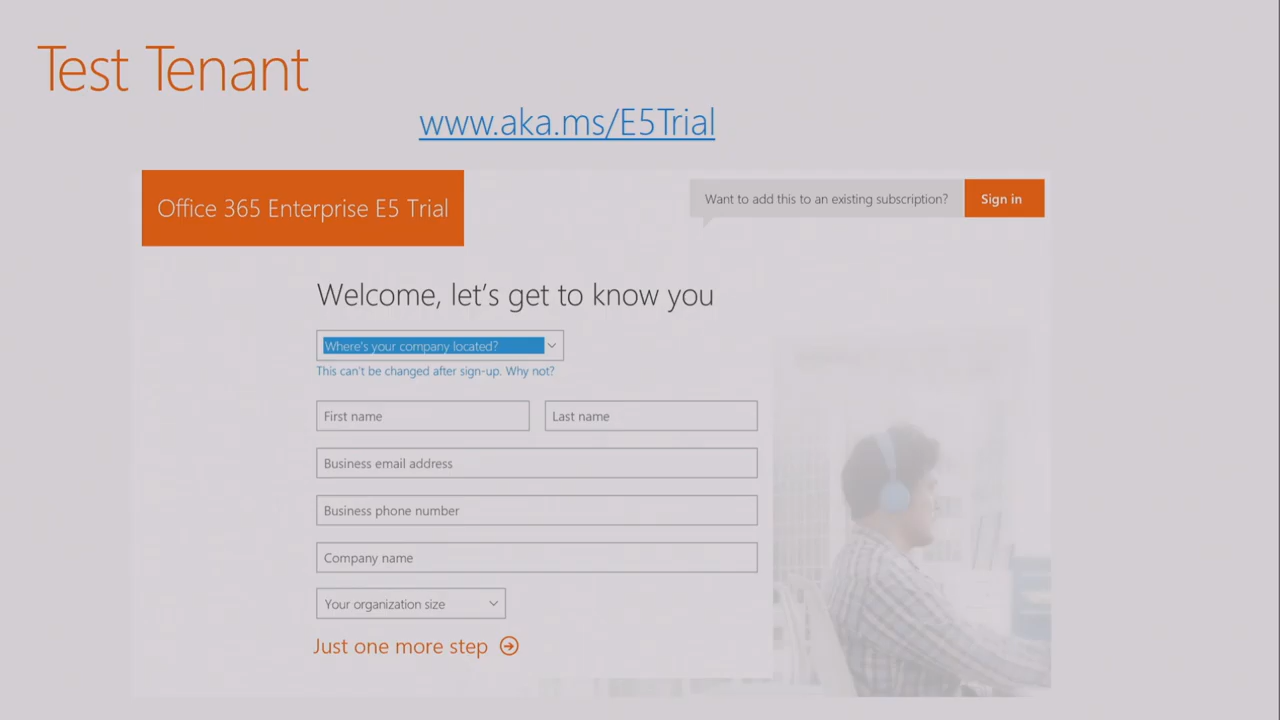 Test Tenant
www.aka.ms/E5Trial
Office 365 Enterprise E5 Trial
Want to add this to an existing subscription?
Sign in
Welcome, let's get to know you
Where's your company located?
This can't be changed after sign-up. Why not?
First name
Last name
Business email address
Business phone number
Company name
Your organization size
Just one more step